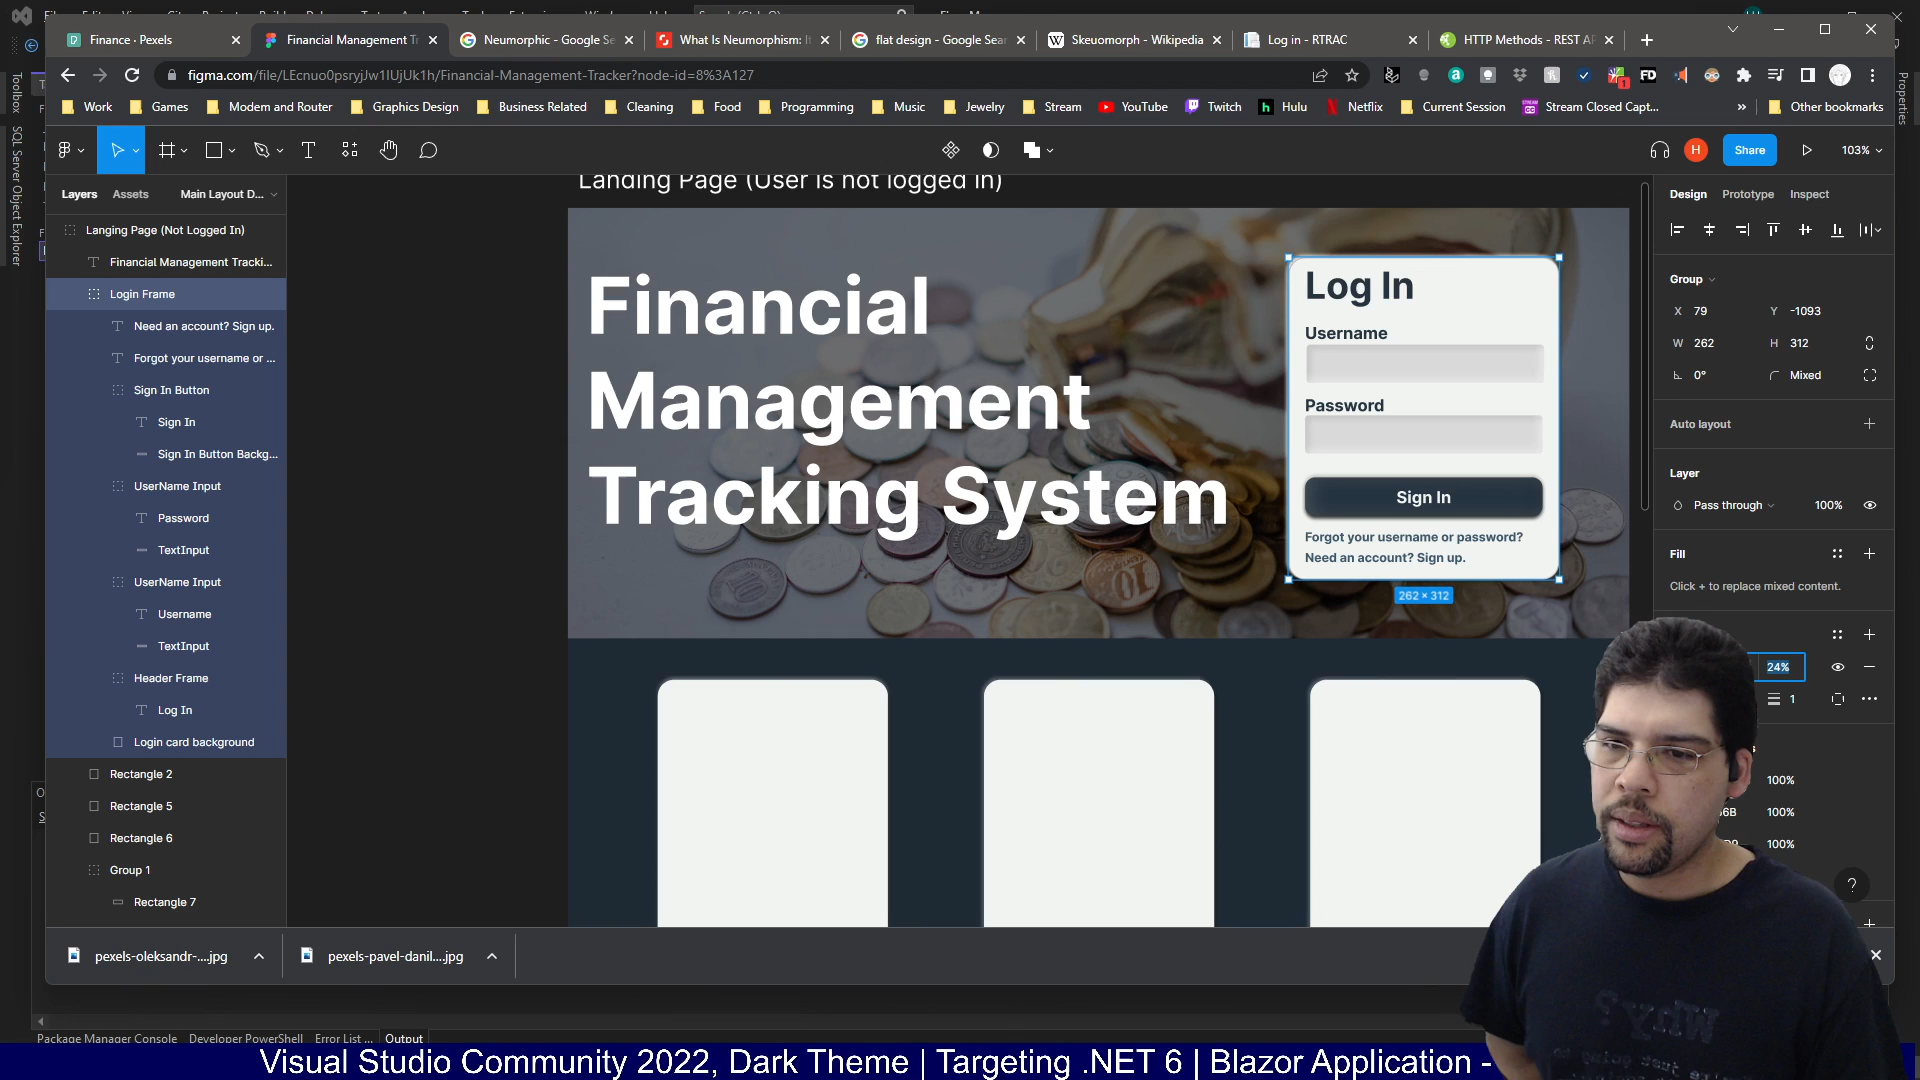 Finance · Pexels
Financial Management Tr
Neumorphic - Google Se
What Is Neumorphism: I
flat design - Google Sear
Skeuomorph - Wikipedia
Log in - RTRAC
HTTP Methods - REST A
figma.com/file/LEcnuo0psryjJw1IUjUk1h/Financial-Management-Tracker?node-id=8%3A127
Work
Games
Modem and Router
Graphics Design
Business Related
Cleaning
Food
Programming
Music
Jewelry
Stream
YouTube
Twitch
Hulu
Netflix
Current Session
Stream Closed Capt...
»
Other bookmarks
Share
103%
Layers
Assets
Main Layout D...
Langing Page (Not Logged In)
Financial Management Tracki...
Login Frame
Need an account? Sign up.
Forgot your username or ...
Sign In Button
Sign In
Sign In Button Backg...
UserName Input
Password
TextInput
UserName Input
Username
TextInput
Header Frame
Log In
Login card background
Rectangle 2
Rectangle 5
Rectangle 6
Group 1
Rectangle 7
Landing Page (User is not logged in)
Financial
Management
Tracking System
Log In
Username
Password
Sign In
Forgot your username or password?
Need an account? Sign up.
262 × 312
Design
Prototype
Inspect
Group
X 79
Y -1093
W 262
H 312
0°
Mixed
Auto layout
Layer
Pass through
100%
Fill
Click + to replace mixed content.
24%
1
100%
6B 100%
100%
?
Toolbox
SQL Server Object Explorer
Properties
pexels-oleksandr-....jpg
pexels-pavel-danil....jpg
Package Manager Console
Developer PowerShell
Error List ...
Output
Visual Studio Community 2022, Dark Theme | Targeting .NET 6 | Blazor Application -